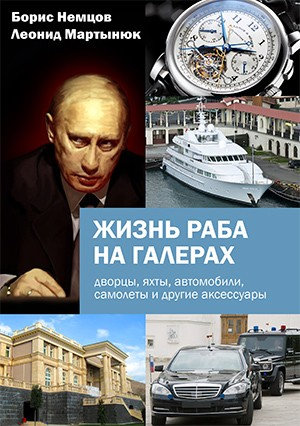 Борис Немцов
Леонид Мартынюк
ЖИЗНЬ РАБА
НА ГАЛЕРАХ
дворцы, яхты, автомобили,
самолеты и другие аксессуары